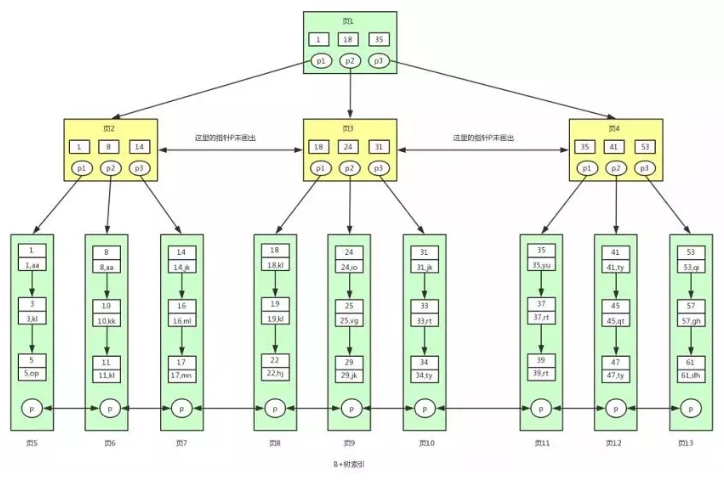 页1
1 18 35
p1 p2 p3
页2
1 8 14
p1 p2 p3
这里的指针P未画出
页3
18 24 31
p1 p2 p3
这里的指针P未画出
页4
35 41 53
p1 p2 p3
1
1,aa
3
3,kl
5
5,op
p
页5
8
8,aa
10
10,kk
11
11,kl
p
页6
14
14,jk
16
16,ml
17
17,mn
p
页7
18
18,kl
19
19,kl
22
22,hj
p
页8
24
24,io
25
25,vg
29
29,jk
p
页9
31
31,jk
33
33,rt
34
34,ty
p
页10
35
35,yu
37
37,rt
39
39,rt
p
页11
41
41,ty
45
45,qt
47
47,ty
p
页12
53
53,qi
57
57,gh
61
61,dh
p
页13
B+树索引